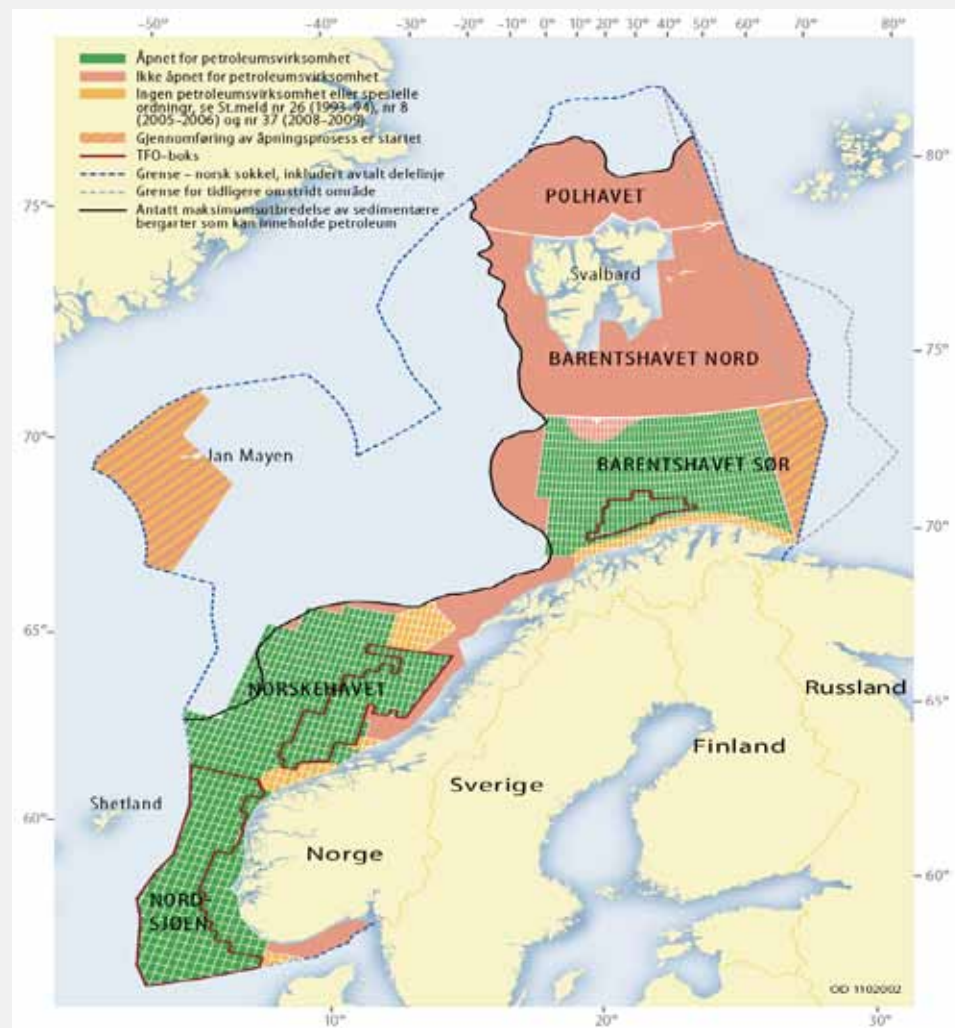 -50° -40° -30° -20° -10° 0° 10° 20° 30° 40° 50° 60° 70° 80°
Åpnet for petroleumsvirksomhet
Ikke åpnet for petroleumsvirksomhet
Ingen petroleumsvirksomhet eller spesielle
ordningr, se St.meld nr 26 (1993-94), nr 8
(2005-2006) og nr 37 (2008-2009)
Gjennomføring av åpningsprosess er startet
TFO-boks
Grense - norsk sokkel, inkludert avtalt delelinje
Grense for tidligere omstridt område
Antatt maksimumsutbredelse av sedimentære
bergarter som kan inneholde petroleum
80°
75°
POLHAVET
Svalbard
BARENTSHAVET NORD
75°
70°
Jan Mayen
BARENTSHAVET SØR
70°
65°
NORSKEHAVET
Russland
65°
Finland
Sverige
Shetland
60°
Norge
60°
NORD-
SJØEN
OD 1102002
10° 20° 30°